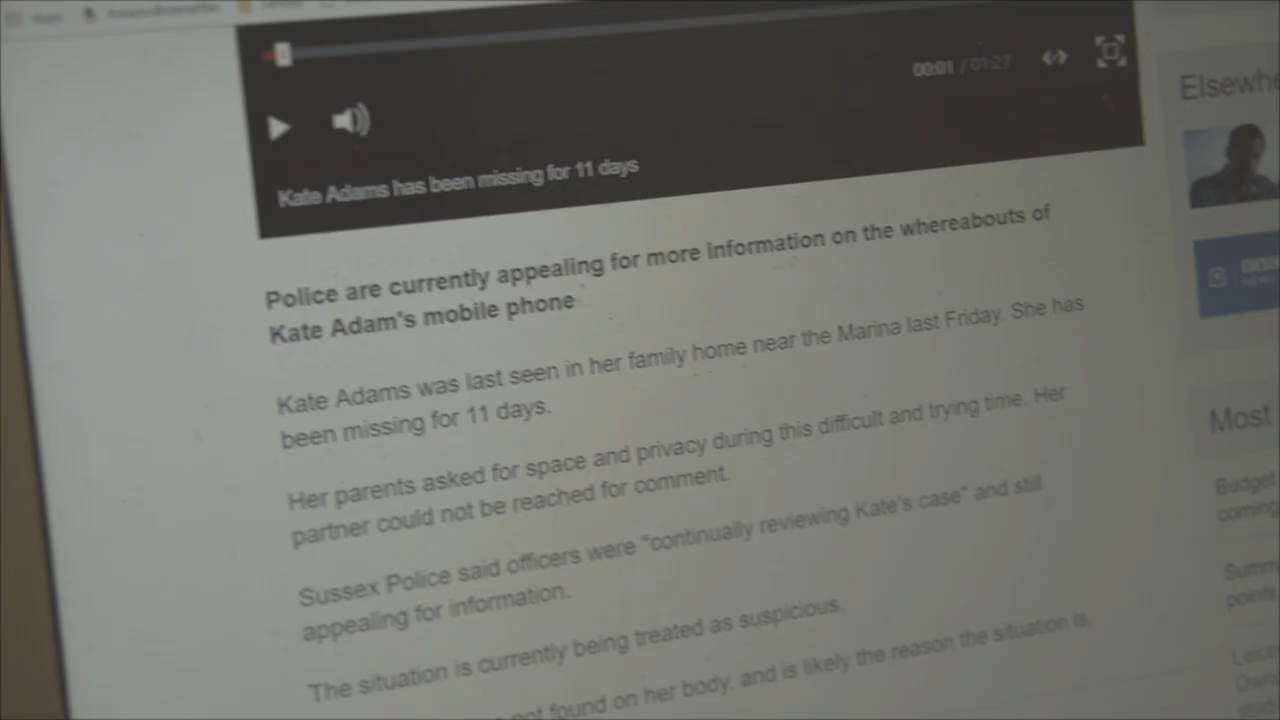 Apps
00:01 / 01:27
Kate Adams has been missing for 11 days
Police are currently appealing for more information on the whereabouts of
Kate Adam's mobile phone
Kate Adams was last seen in her family home near the Marina last Friday. She has
been missing for 11 days.
Her parents asked for space and privacy during this difficult and trying time. Her
partner could not be reached for comment.
Sussex Police said officers were "continually reviewing Kate's case" and still
appealing for information.
The situation is currently being treated as suspicious.
not found on her body, and is likely the reason the situation is
Elsewhe
Most
Budget
coming
Summ